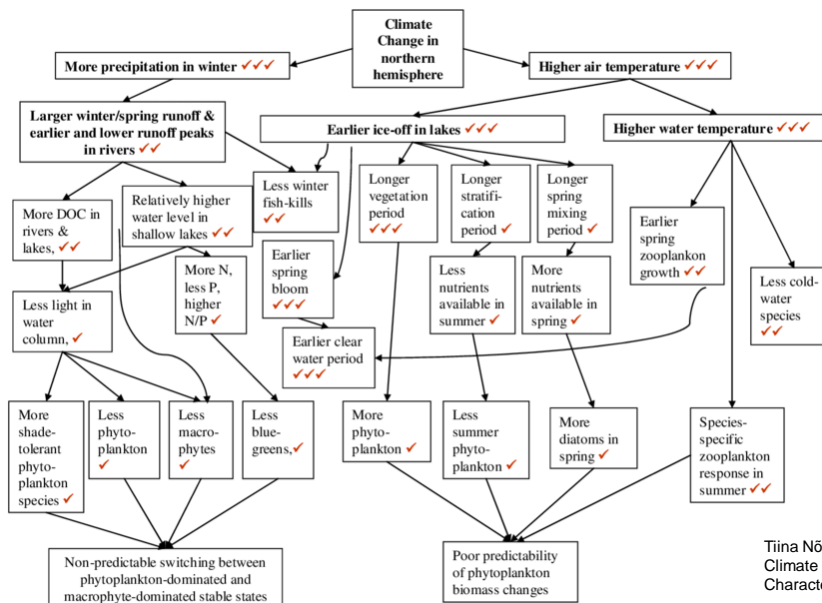 Climate
Change in
northern
hemisphere
More precipitation in winter ✓✓✓
Higher air temperature ✓✓✓
Larger winter/spring runoff &
earlier and lower runoff peaks
in rivers ✓✓
Earlier ice-off in lakes ✓✓✓
Higher water temperature ✓✓✓
More DOC in
rivers &
lakes, ✓✓
Relatively higher
water level in
shallow lakes ✓✓
Less winter
fish-kills
✓✓
Longer
vegetation
period
✓✓✓
Longer
stratifi-
cation
period ✓
Longer
spring
mixing
period ✓
Earlier
spring
zooplankon
growth ✓✓
Less cold-
water
species
✓✓
Less light in
water
column, ✓
More N,
less P,
higher
N/P ✓
Earlier
spring
bloom
✓✓✓
Less
nutrients
available in
summer ✓
More
nutrients
available in
spring ✓
Earlier clear
water period
✓✓✓
More
shade-
tolerant
phyto-
plankton
species ✓
Less
phyto-
plankton
✓
Less
macro-
phytes
✓
Less
blue-
greens, ✓
More
phyto-
plankton ✓
Less
summer
phyto-
plankton ✓
More
diatoms in
spring ✓
Species-
specific
zooplankton
response in
summer ✓✓
Non-predictable switching between
phytoplankton-dominated and
macrophyte-dominated stable states
Poor predictability
of phytoplankton
biomass changes
Tiina Nõ
Climate
Characte